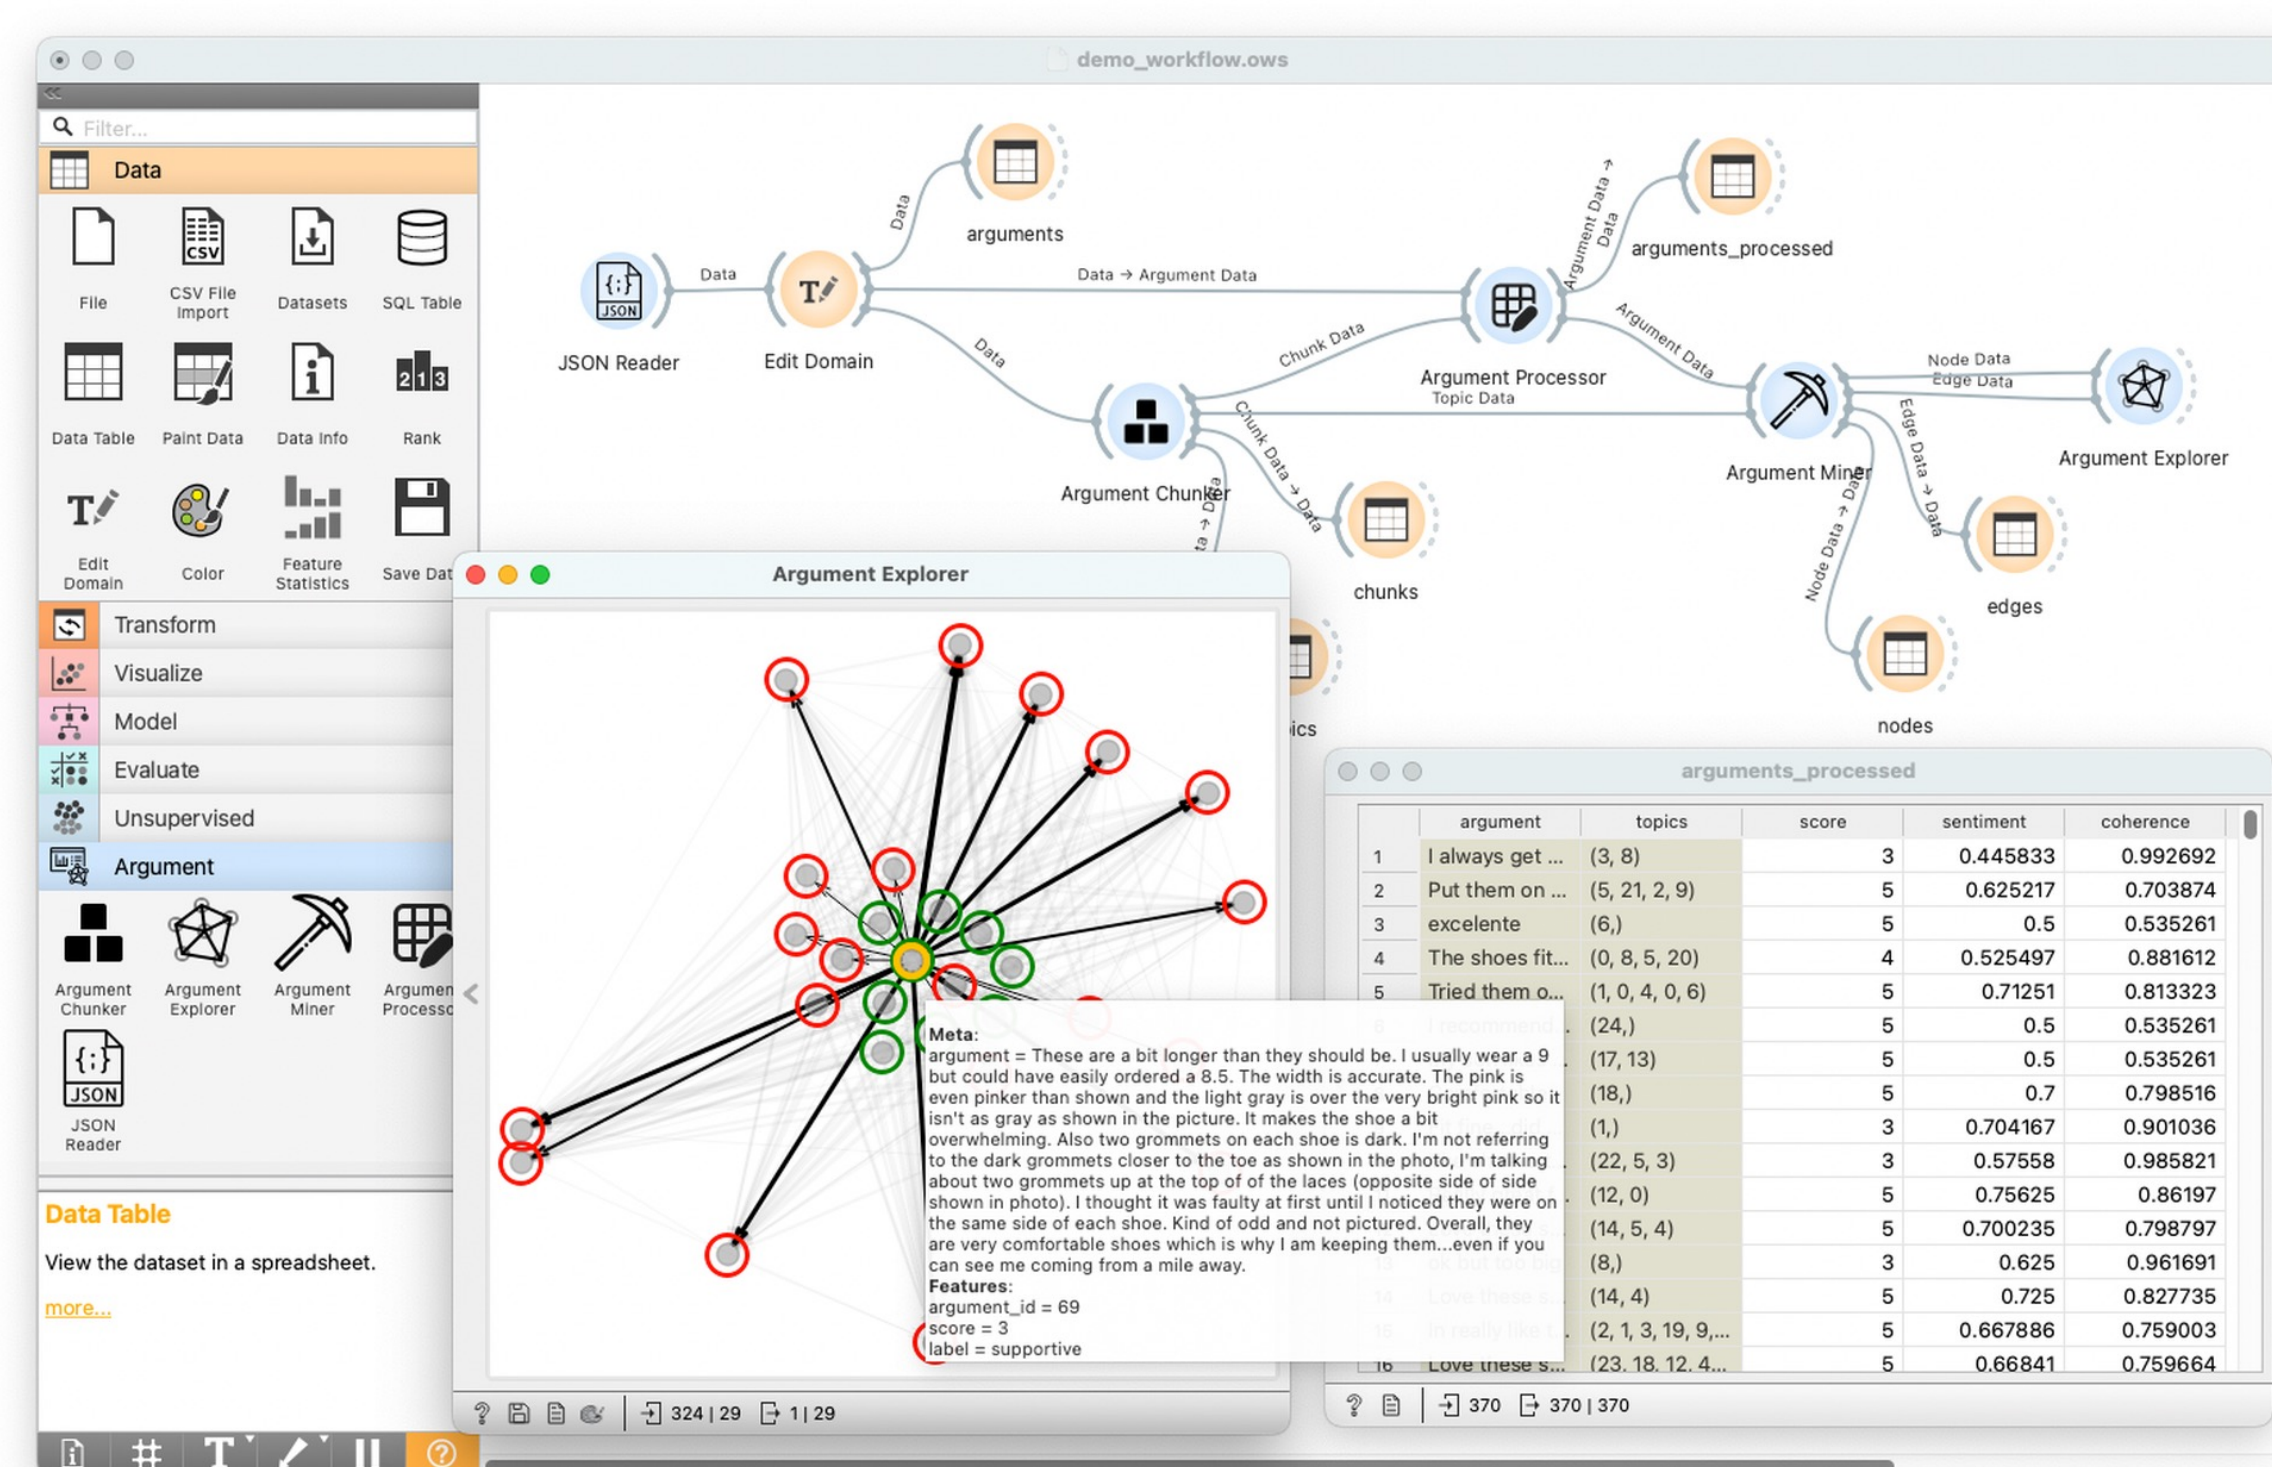 demo_workflow.ows
Filter...
Data
File
CSV File
Import
Datasets
SQL Table
Data Table
Paint Data
Data Info
Rank
Edit
Domain
Color
Feature
Statistics
Save Dat
Transform
Visualize
Model
Evaluate
Unsupervised
Argument
Argument
Chunker
Argument
Explorer
Argument
Miner
Argumen
Processo
JSON
Reader
Data Table
View the dataset in a spreadsheet.
more...
JSON Reader
Data
Edit Domain
Data
arguments
Data → Argument Data
Data
Argument Chunker
Chunk Data
Topic Data
Chunk Data → Data
ta → Data
chunks
ics
Argument Processor
Argument Data →
Data
arguments_processed
Argument Data
Argument Miner
Node Data
Edge Data
Argument Explorer
Edge Data → Data
edges
Node Data → Data
nodes
Argument Explorer
Meta:
argument = These are a bit longer than they should be. I usually wear a 9
but could have easily ordered a 8.5. The width is accurate. The pink is
even pinker than shown and the light gray is over the very bright pink so it
isn't as gray as shown in the picture. It makes the shoe a bit
overwhelming. Also two grommets on each shoe is dark. I'm not referring
to the dark grommets closer to the toe as shown in the photo, I'm talking
about two grommets up at the top of of the laces (opposite side of side
shown in photo). I thought it was faulty at first until I noticed they were on
the same side of each shoe. Kind of odd and not pictured. Overall, they
are very comfortable shoes which is why I am keeping them...even if you
can see me coming from a mile away.
Features:
argument_id = 69
score = 3
label = supportive
324 | 29
1 | 29
arguments_processed
argument topics score sentiment coherence
1 I always get ... (3, 8) 3 0.445833 0.992692
2 Put them on ... (5, 21, 2, 9) 5 0.625217 0.703874
3 excelente (6,) 5 0.5 0.535261
4 The shoes fit... (0, 8, 5, 20) 4 0.525497 0.881612
5 Tried them o... (1, 0, 4, 0, 6) 5 0.71251 0.813323
6 I recommend... (24,) 5 0.5 0.535261
(17, 13) 5 0.5 0.535261
(18,) 5 0.7 0.798516
(1,) 3 0.704167 0.901036
(22, 5, 3) 3 0.57558 0.985821
(12, 0) 5 0.75625 0.86197
(14, 5, 4) 5 0.700235 0.798797
13 ok but too big (8,) 3 0.625 0.961691
14 Love these s... (14, 4) 5 0.725 0.827735
15 In really like t... (2, 1, 3, 19, 9,... 5 0.667886 0.759003
16 Love these s... (23, 18, 12, 4... 5 0.66841 0.759664
370
370 | 370